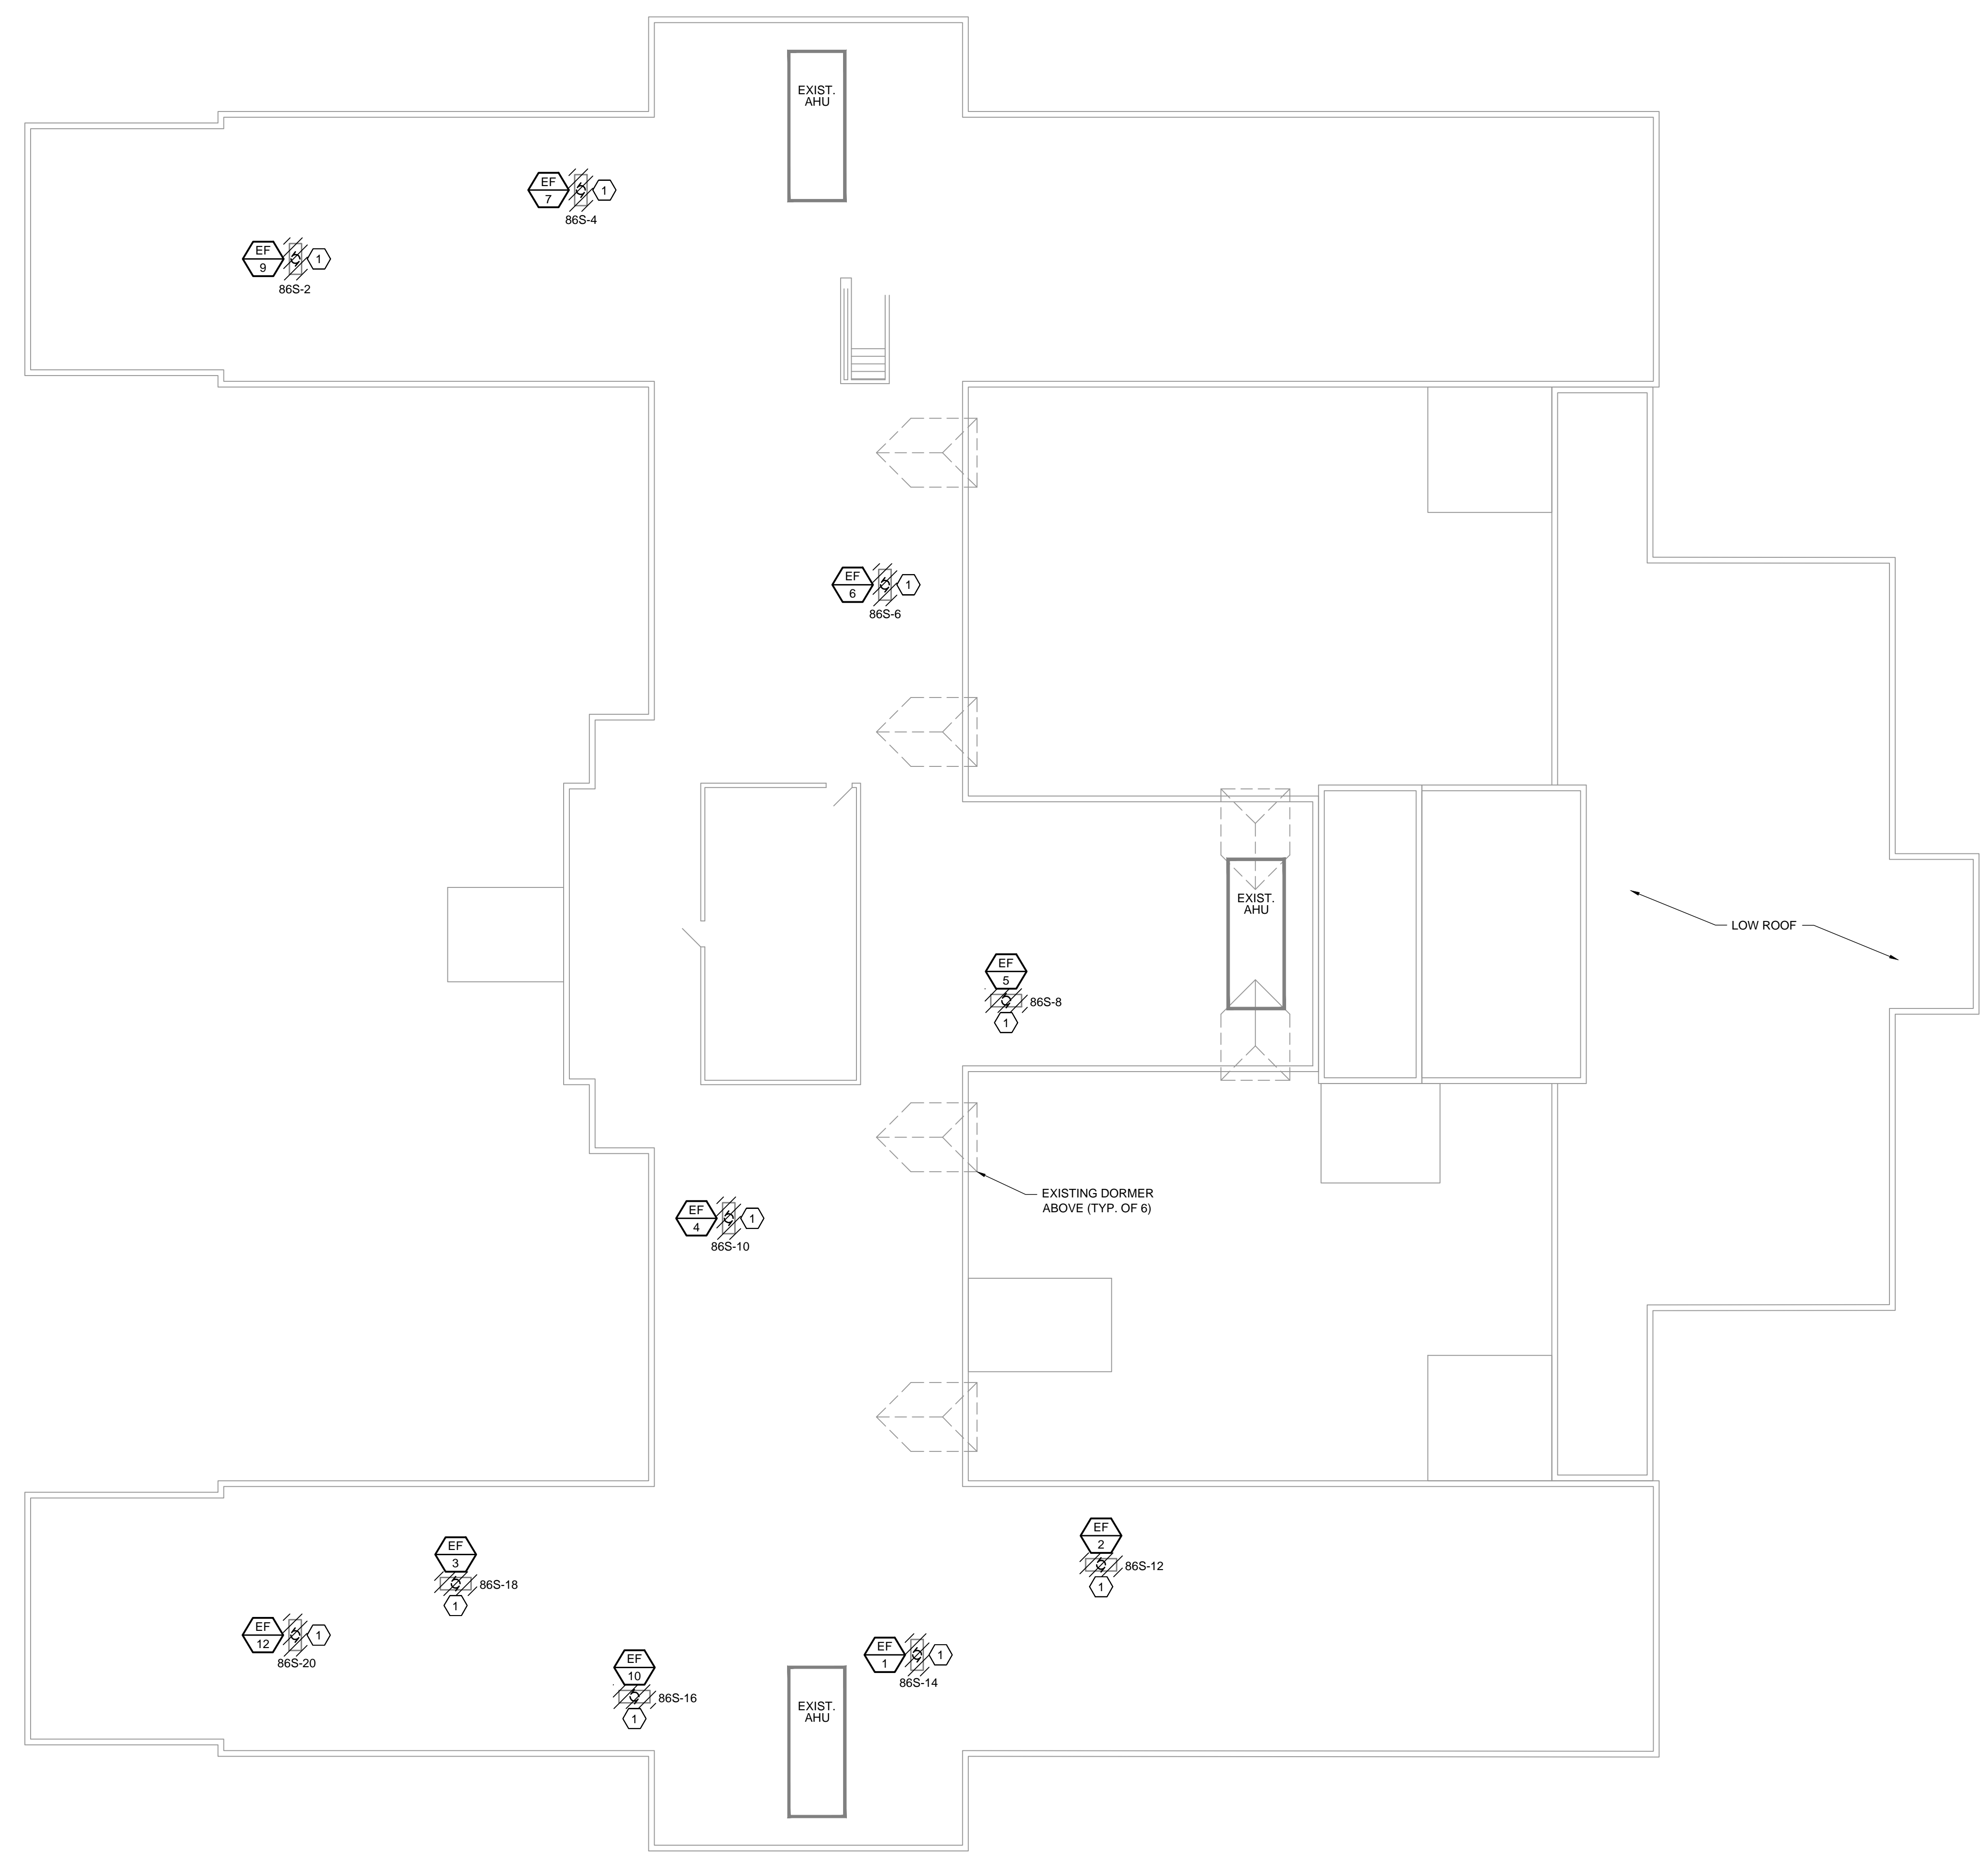 EXIST.
AHU
EF
7
1
86S-4
EF
9
1
86S-2
EF
6
1
86S-6
EXIST.
AHU
LOW ROOF
EF
5
86S-8
1
EXISTING DORMER
ABOVE (TYP. OF 6)
EF
4
1
86S-10
EF
2
86S-12
1
EF
3
86S-18
1
EF
12
1
86S-20
EF
10
86S-16
1
EF
1
1
86S-14
EXIST.
AHU